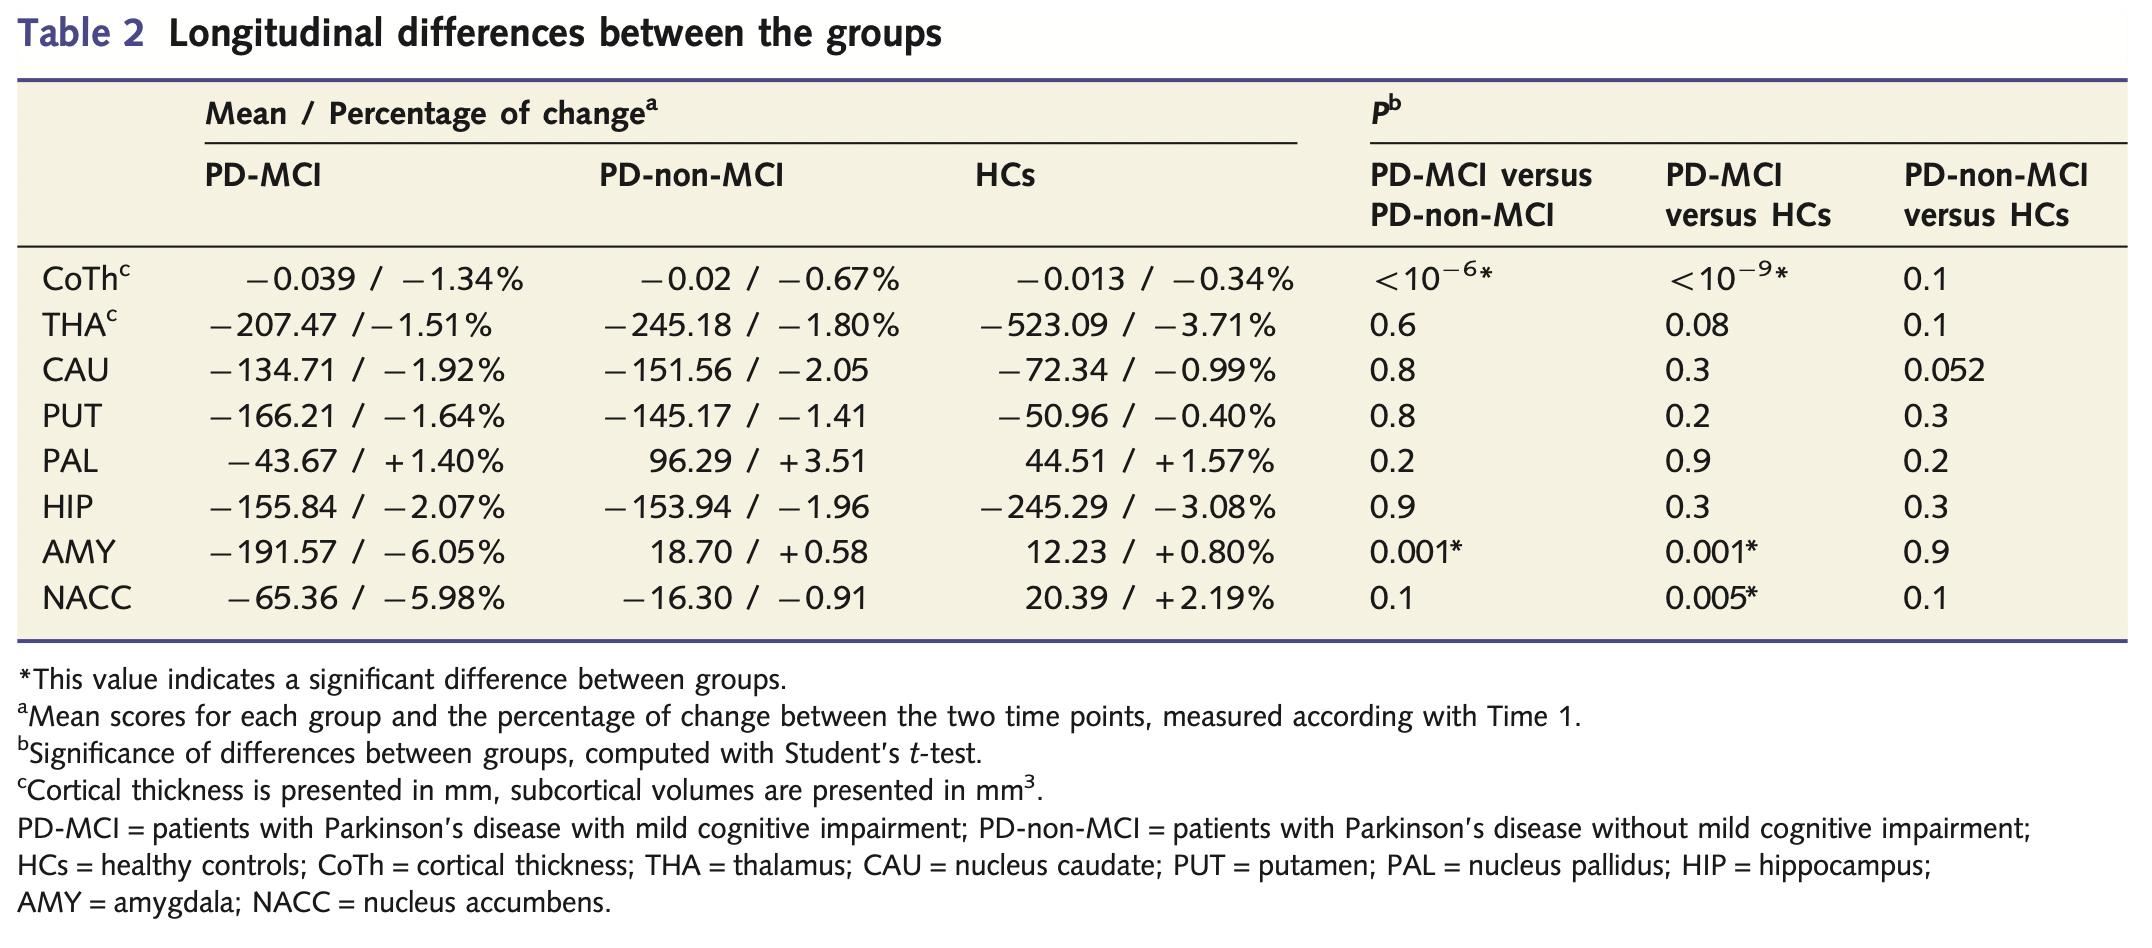 Table 2 Longitudinal differences between the groups
Mean / Percentage of changeᵃ Pᵇ
PD-MCI PD-non-MCI HCs PD-MCI versus PD-non-MCI PD-MCI versus HCs PD-non-MCI versus HCs
CoThᶜ −0.039 / −1.34% −0.02 / −0.67% −0.013 / −0.34% <10⁻⁶* <10⁻⁹* 0.1
THAᶜ −207.47 /−1.51% −245.18 / −1.80% −523.09 / −3.71% 0.6 0.08 0.1
CAU −134.71 / −1.92% −151.56 / −2.05 −72.34 / −0.99% 0.8 0.3 0.052
PUT −166.21 / −1.64% −145.17 / −1.41 −50.96 / −0.40% 0.8 0.2 0.3
PAL −43.67 / +1.40% 96.29 / +3.51 44.51 / +1.57% 0.2 0.9 0.2
HIP −155.84 / −2.07% −153.94 / −1.96 −245.29 / −3.08% 0.9 0.3 0.3
AMY −191.57 / −6.05% 18.70 / +0.58 12.23 / +0.80% 0.001* 0.001* 0.9
NACC −65.36 / −5.98% −16.30 / −0.91 20.39 / +2.19% 0.1 0.005* 0.1
*This value indicates a significant difference between groups.
ᵃMean scores for each group and the percentage of change between the two time points, measured according with Time 1.
ᵇSignificance of differences between groups, computed with Student's t-test.
ᶜCortical thickness is presented in mm, subcortical volumes are presented in mm³.
PD-MCI = patients with Parkinson's disease with mild cognitive impairment; PD-non-MCI = patients with Parkinson's disease without mild cognitive impairment;
HCs = healthy controls; CoTh = cortical thickness; THA = thalamus; CAU = nucleus caudate; PUT = putamen; PAL = nucleus pallidus; HIP = hippocampus;
AMY = amygdala; NACC = nucleus accumbens.